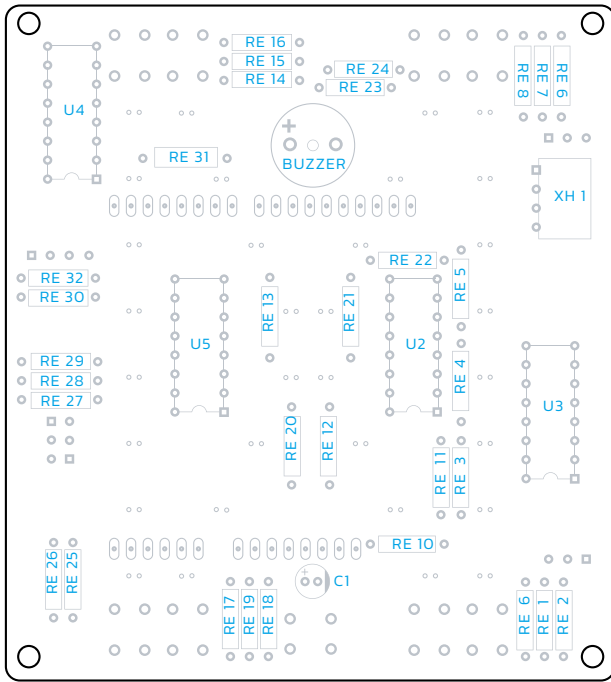 RE 16
RE 15
RE 14
RE 24
RE 23
RE 8
RE 7
RE 6
U4
+
BUZZER
RE 31
XH 1
RE 22
RE 5
RE 32
RE 30
RE 13
RE 21
U5
U2
RE 4
RE 29
RE 28
RE 27
U3
RE 20
RE 12
RE 11
RE 3
RE 10
RE 26
RE 25
+
C1
RE 17
RE 19
RE 18
RE 6
RE 1
RE 2